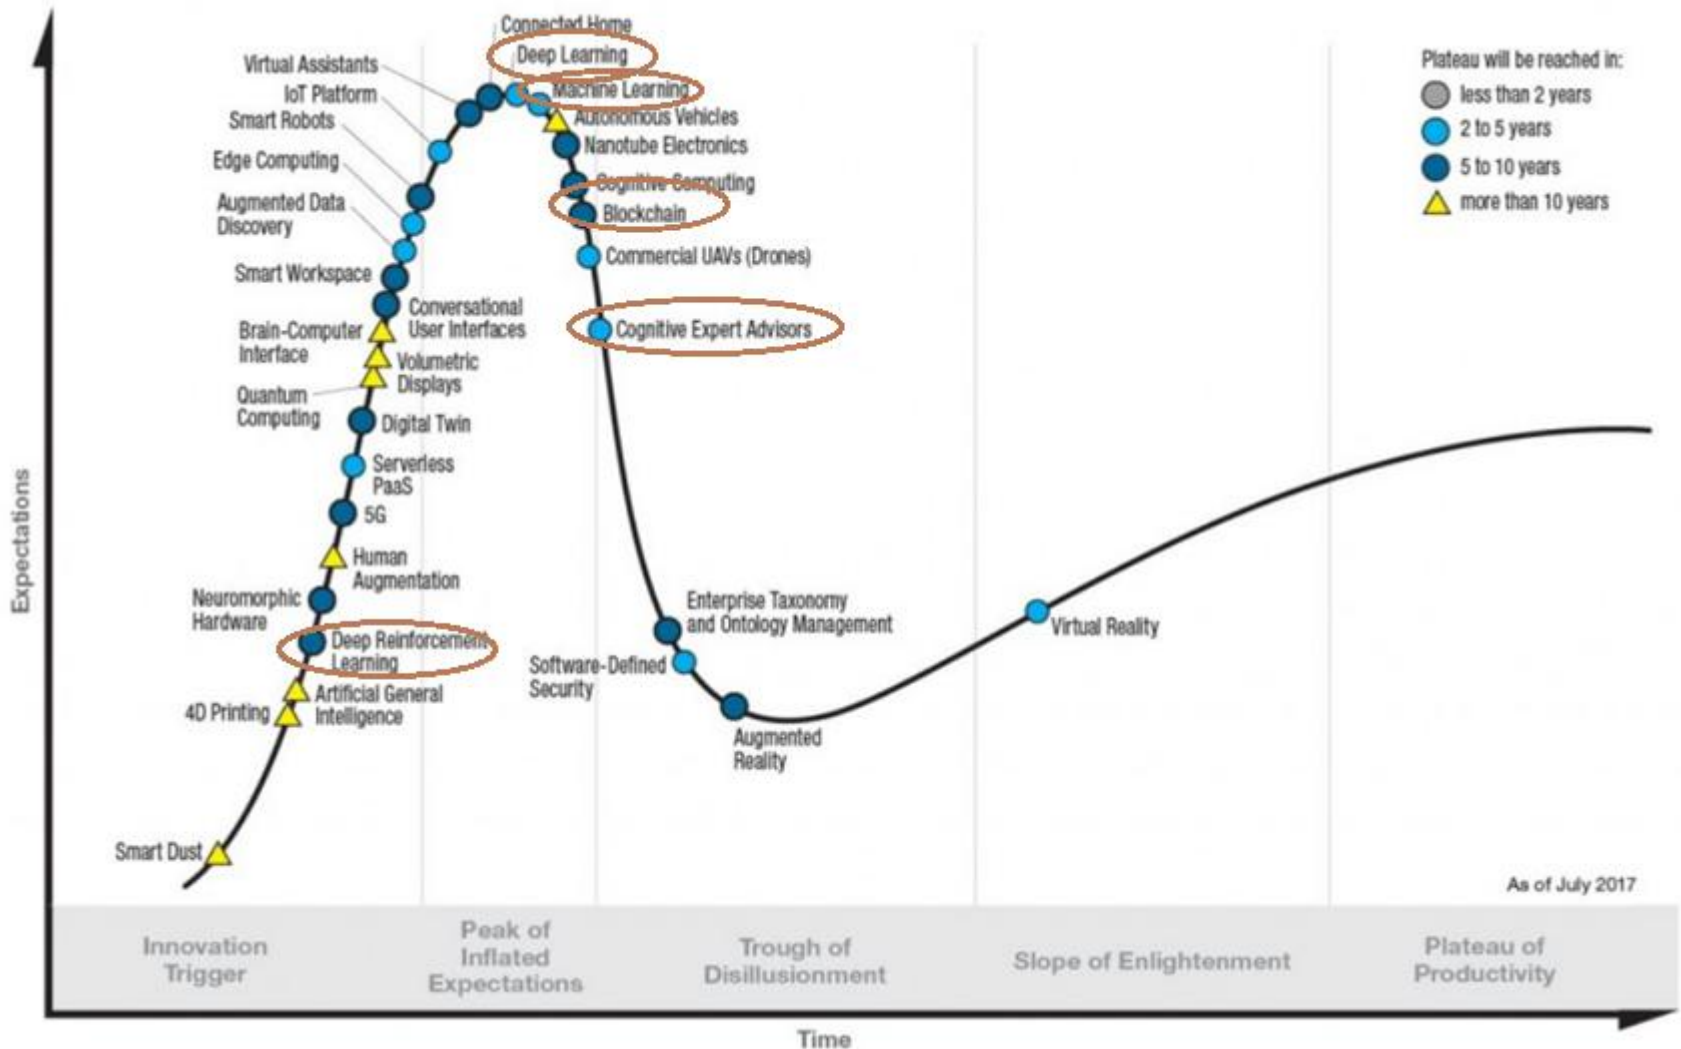 Connected Home
Deep Learning
Virtual Assistants
Machine Learning
IoT Platform
Autonomous Vehicles
Smart Robots
Nanotube Electronics
Edge Computing
Cognitive Computing
Augmented Data
Discovery
Blockchain
Commercial UAVs (Drones)
Smart Workspace
Conversational
User Interfaces
Cognitive Expert Advisors
Brain-Computer
Interface
Volumetric
Displays
Quantum
Computing
Digital Twin
Serverless
PaaS
5G
Human
Augmentation
Neuromorphic
Hardware
Deep Reinforcement
Learning
Artificial General
Intelligence
4D Printing
Smart Dust
Enterprise Taxonomy
and Ontology Management
Software-Defined
Security
Augmented
Reality
Virtual Reality
Plateau will be reached in:
less than 2 years
2 to 5 years
5 to 10 years
more than 10 years
As of July 2017
Expectations
Innovation
Trigger
Peak of
Inflated
Expectations
Trough of
Disillusionment
Slope of Enlightenment
Plateau of
Productivity
Time